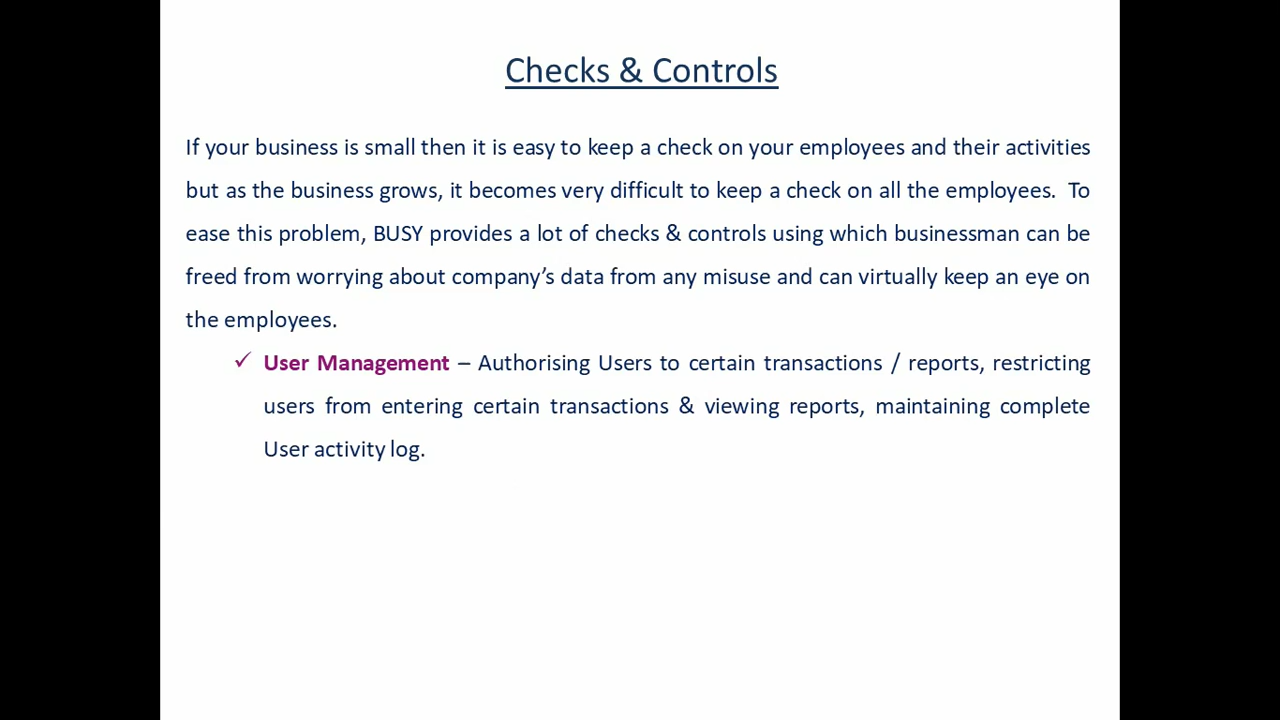 Checks & Controls
If your business is small then it is easy to keep a check on your employees and their activities
but as the business grows, it becomes very difficult to keep a check on all the employees.  To
ease this problem, BUSY provides a lot of checks & controls using which businessman can be
freed from worrying about company’s data from any misuse and can virtually keep an eye on
the employees.
✓ User Management – Authorising Users to certain transactions / reports, restricting
users from entering certain transactions & viewing reports, maintaining complete
User activity log.